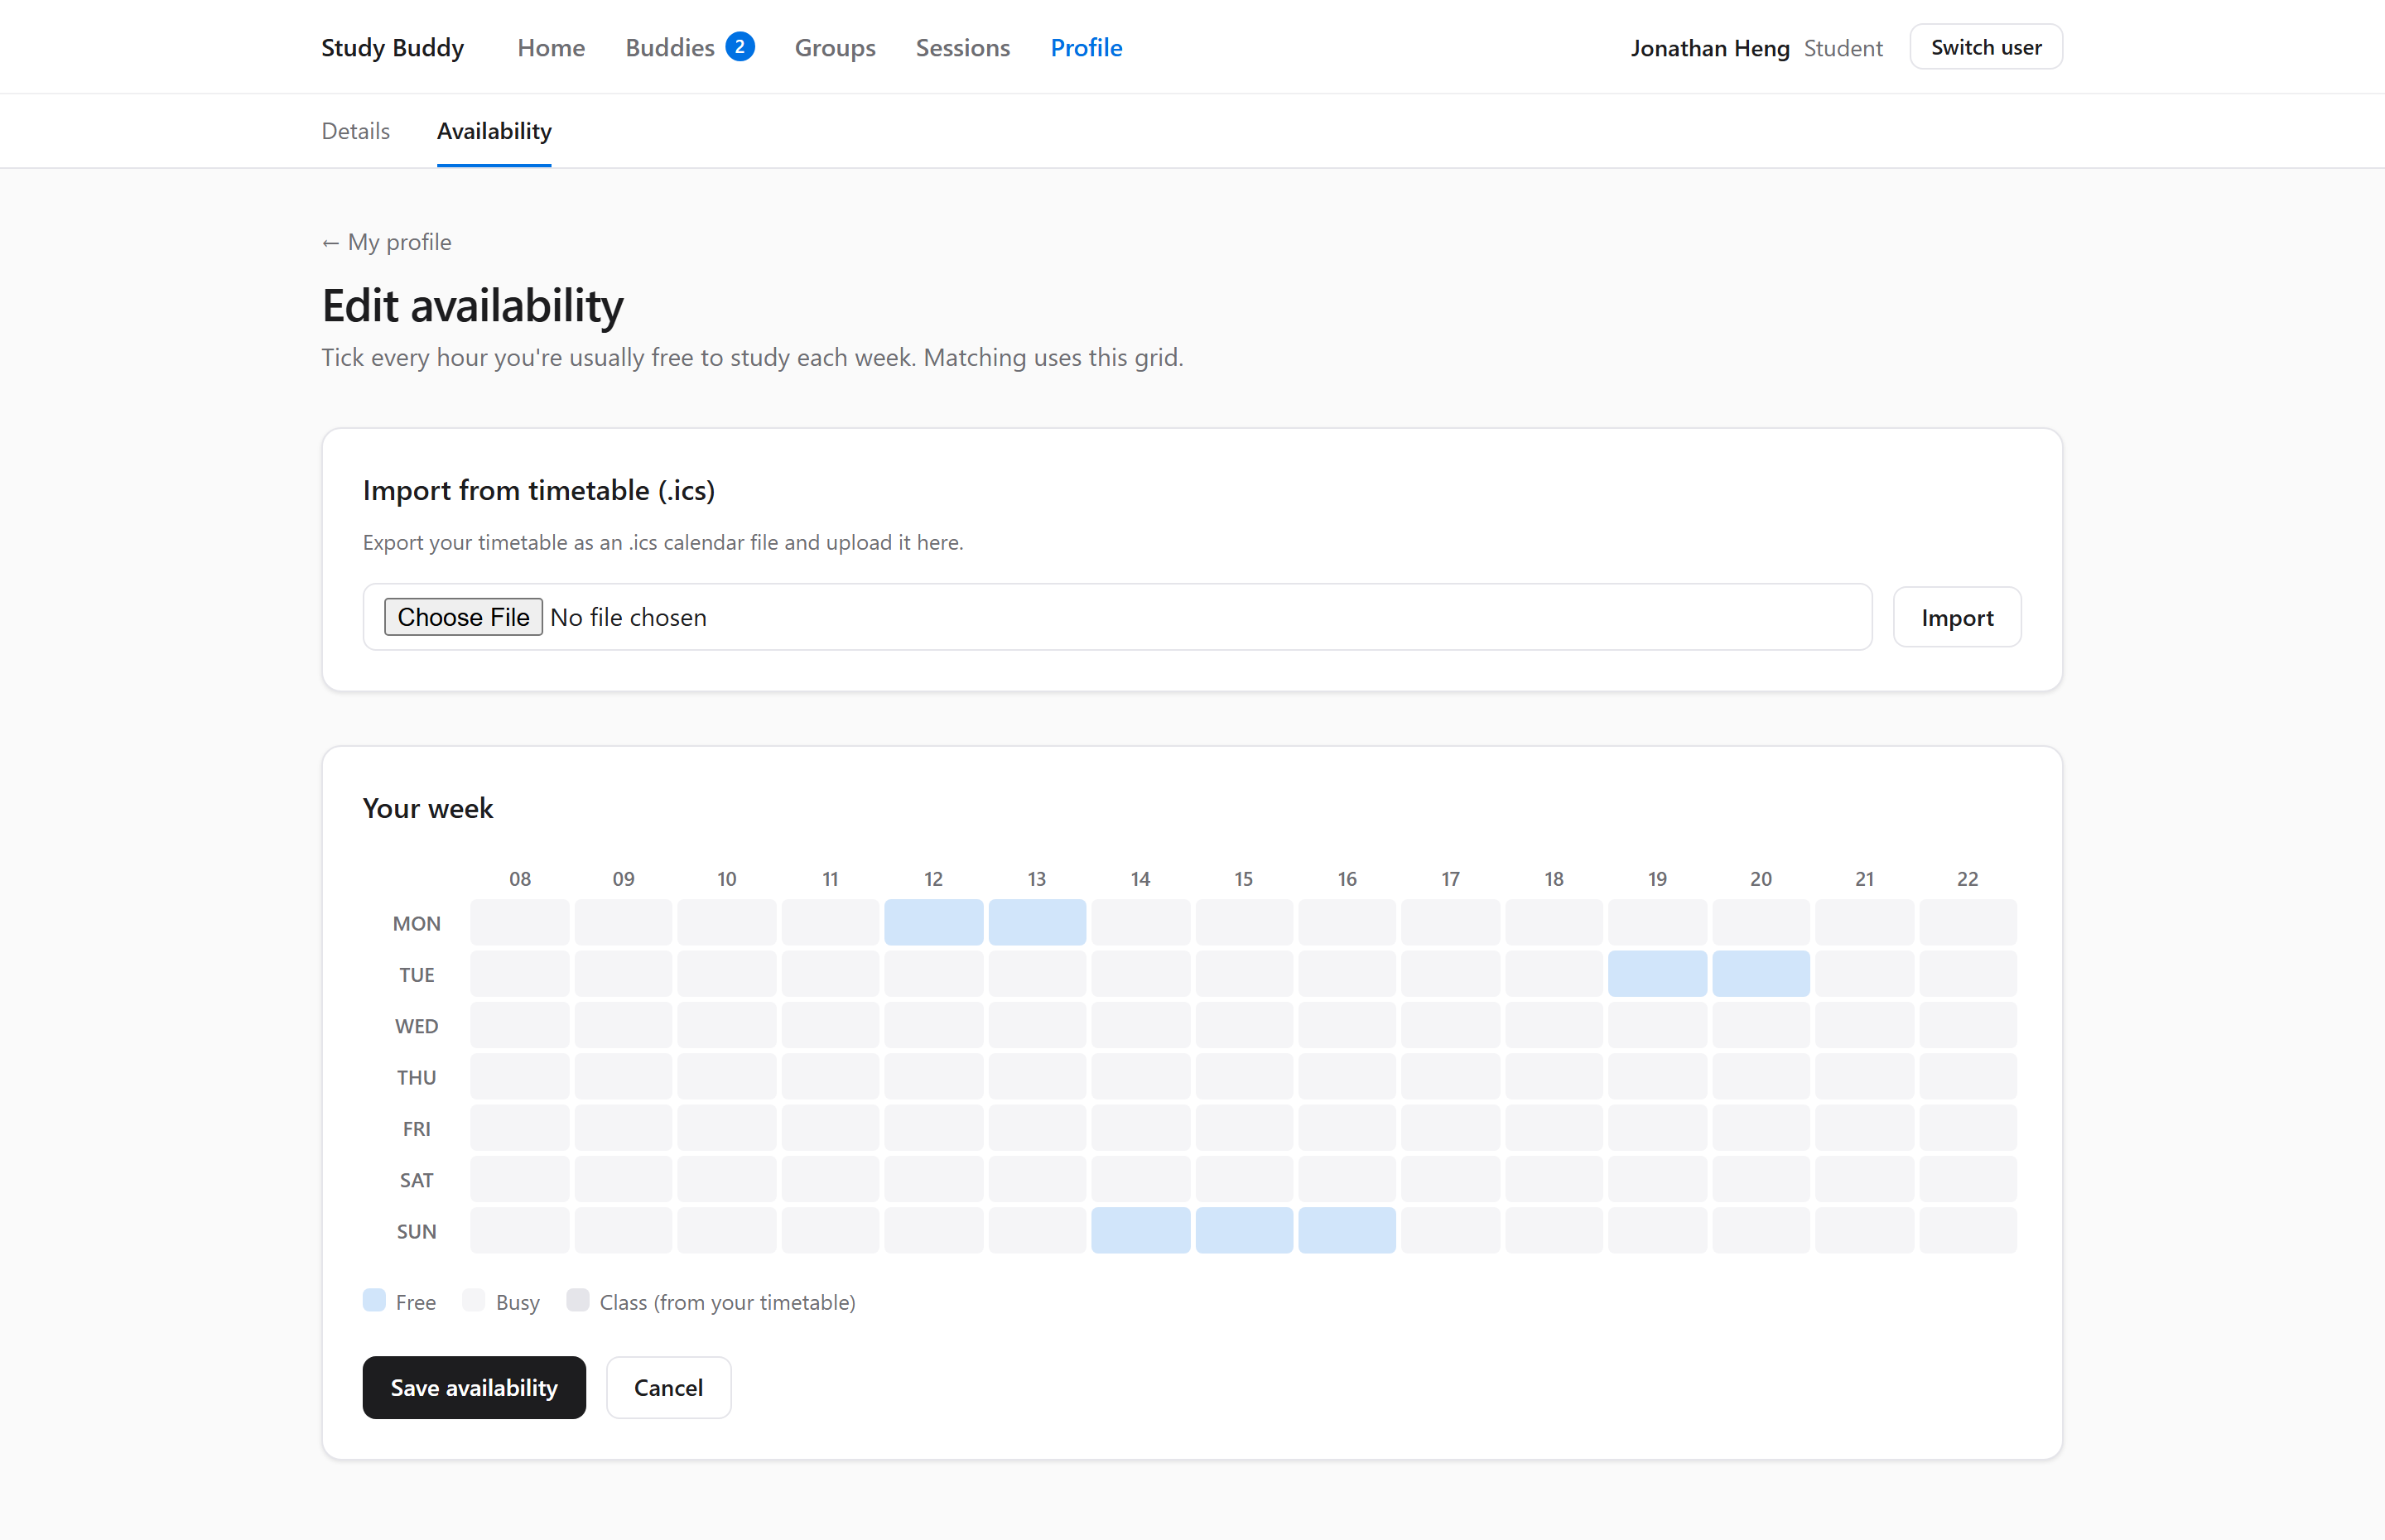 Study Buddy Home Buddies 2 Groups Sessions Profile Jonathan Heng Student Switch user
Details Availability
← My profile
Edit availability
Tick every hour you're usually free to study each week. Matching uses this grid.
Import from timetable (.ics)
Export your timetable as an .ics calendar file and upload it here.
Choose File No file chosen Import
Your week
08 09 10 11 12 13 14 15 16 17 18 19 20 21 22
MON
TUE
WED
THU
FRI
SAT
SUN
Free Busy Class (from your timetable)
Save availability Cancel